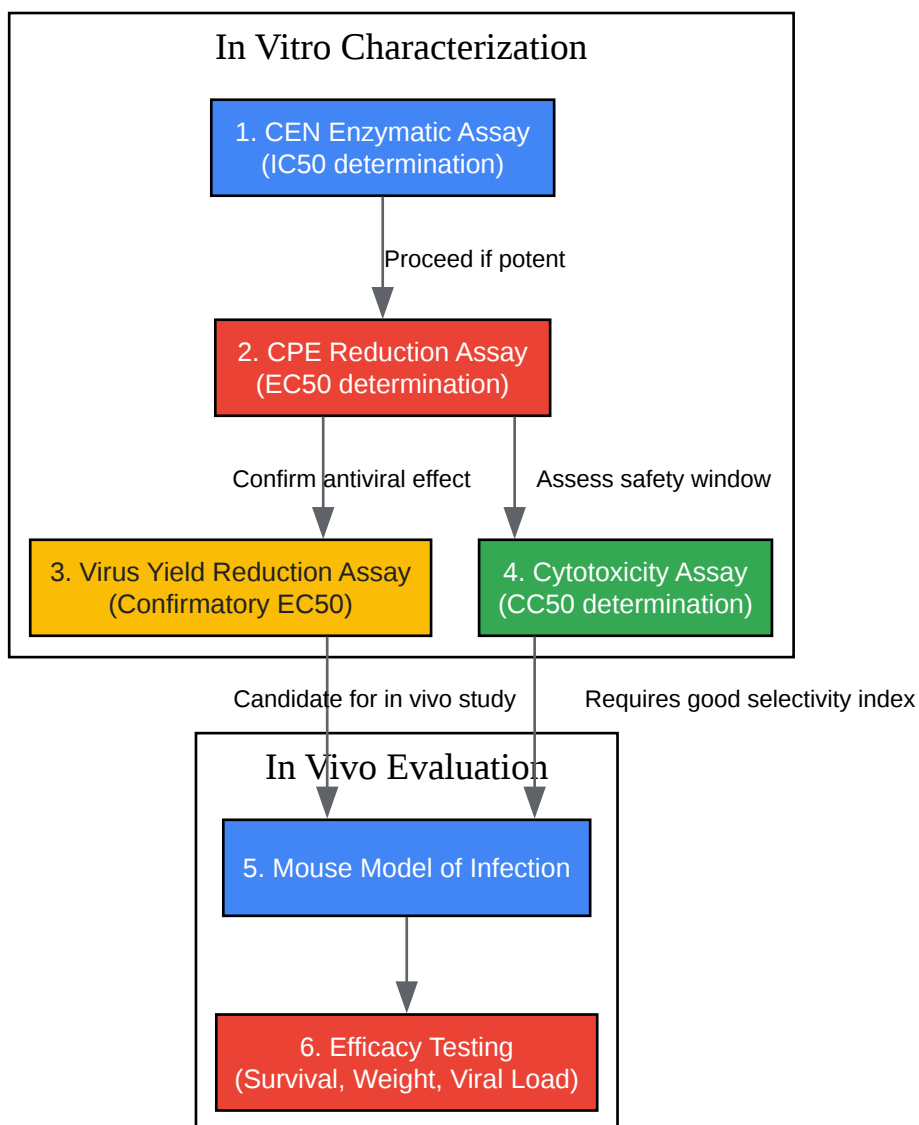 In Vitro Characterization
1. CEN Enzymatic Assay
(IC50 determination)
Proceed if potent
2. CPE Reduction Assay
(EC50 determination)
Confirm antiviral effect
Assess safety window
3. Virus Yield Reduction Assay
(Confirmatory EC50)
4. Cytotoxicity Assay
(CC50 determination)
Candidate for in vivo study
Requires good selectivity index
In Vivo Evaluation
5. Mouse Model of Infection
6. Efficacy Testing
(Survival, Weight, Viral Load)